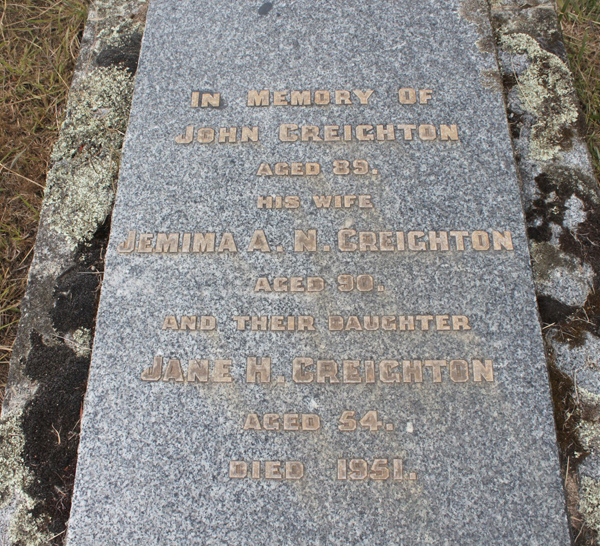 IN MEMORY OF
JOHN CREIGHTON
AGED 89.
HIS WIFE
JEMIMA A. N. CREIGHTON
AGED 90.
AND THEIR DAUGHTER
JANE H. CREIGHTON
AGED 54.
DIED 1951.